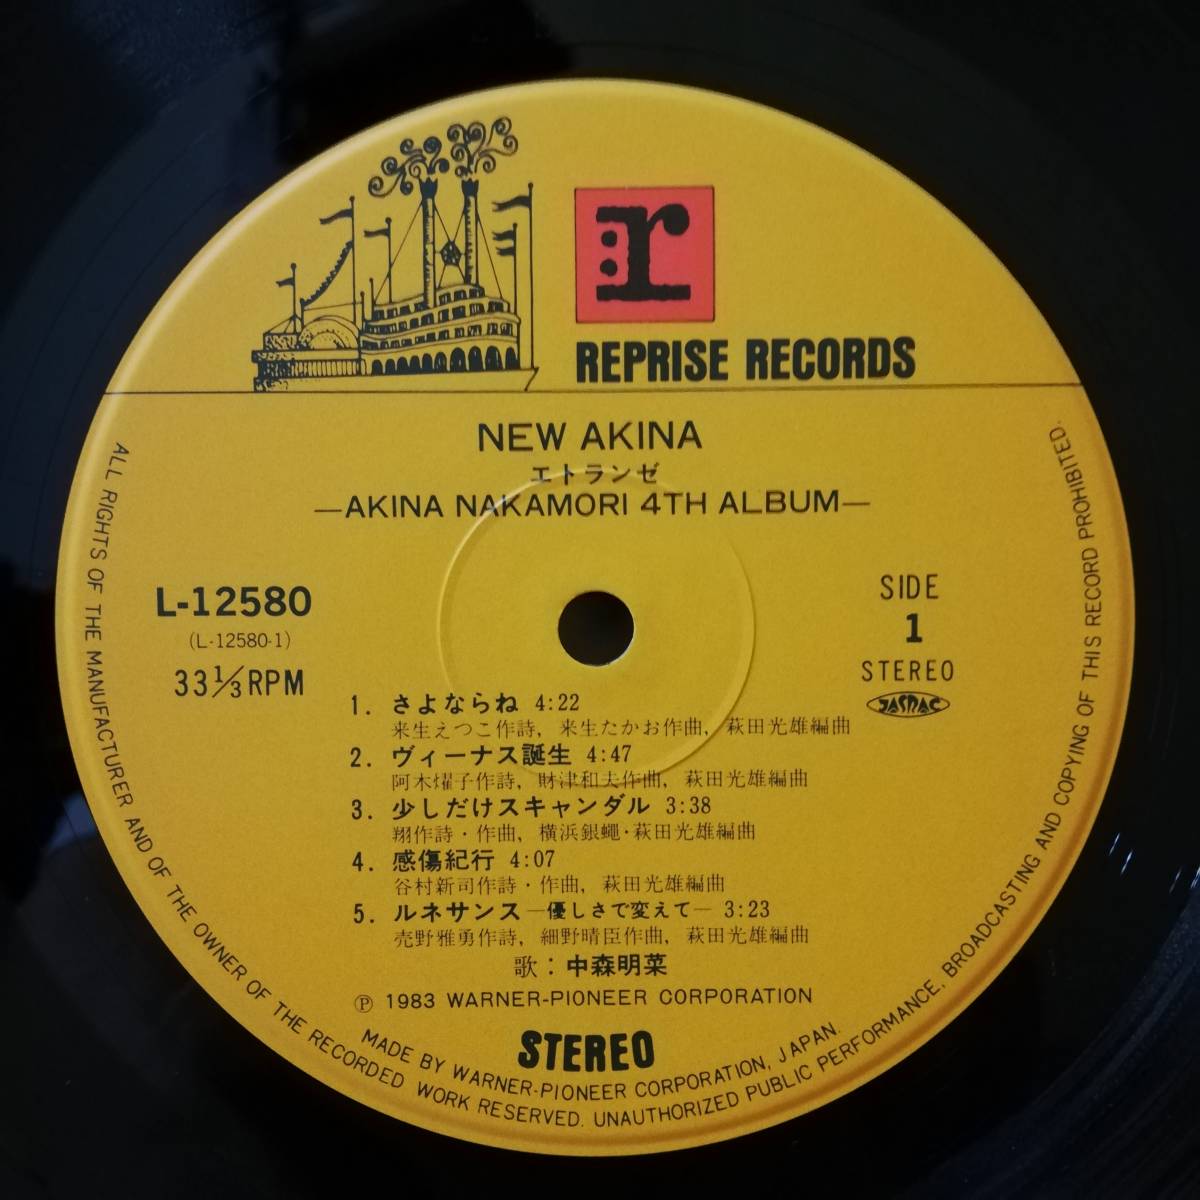 r
REPRISE RECORDS
NEW AKINA
エトランゼ
—AKINA NAKAMORI 4TH ALBUM—
L-12580
(L-12580-1)
33⅓RPM
SIDE
1
STEREO
JASRAC
1. さよならね 4:22
来生えつこ作詩, 来生たかお作曲, 萩田光雄編曲
2. ヴィーナス誕生 4:47
阿木燿子作詩, 財津和夫作曲, 萩田光雄編曲
3. 少しだけスキャンダル 3:38
翔作詩・作曲, 横浜銀蠅・萩田光雄編曲
4. 感傷紀行 4:07
谷村新司作詩・作曲, 萩田光雄編曲
5. ルネサンス —優しさで変えて— 3:23
売野雅勇作詩, 細野晴臣作曲, 萩田光雄編曲
歌：中森明菜
Ⓟ 1983 WARNER-PIONEER CORPORATION
STEREO
MADE BY WARNER-PIONEER CORPORATION, JAPAN.
ALL RIGHTS OF THE MANUFACTURER AND OF THE OWNER OF THE RECORDED WORK RESERVED. UNAUTHORIZED PUBLIC PERFORMANCE, BROADCASTING AND COPYING OF THIS RECORD PROHIBITED.